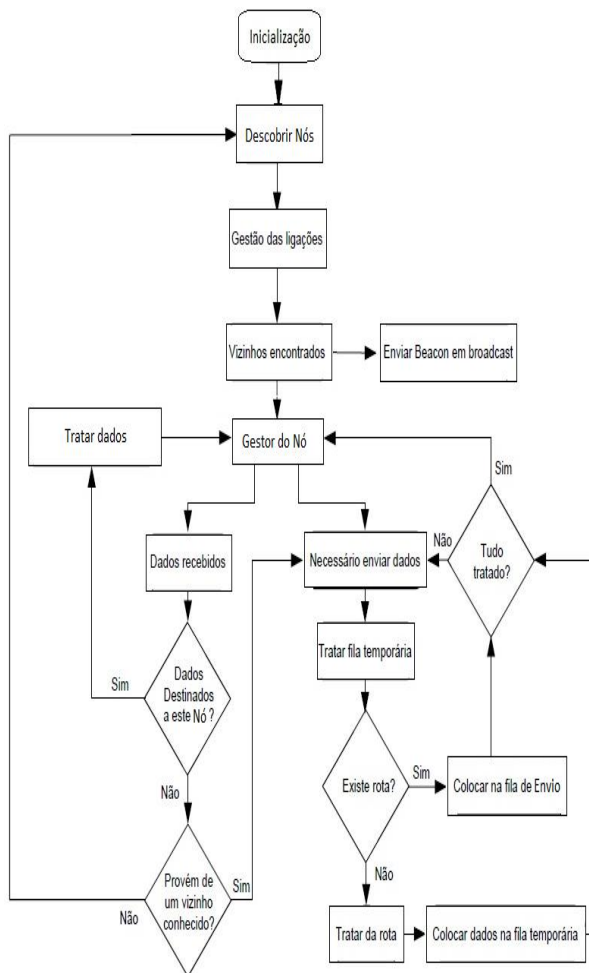 Inicialização
Descobrir Nós
Gestão das ligações
Vizinhos encontrados
Enviar Beacon em broadcast
Tratar dados
Gestor do Nó
Sim
Dados recebidos
Necessário enviar dados
Não
Tudo
tratado?
Tratar fila temporária
Sim
Dados
Destinados
a este Nó ?
Existe rota?
Sim
Colocar na fila de Envio
Não
Não
Provém de
um vizinho
conhecido?
Sim
Não
Tratar da rota
Colocar dados na fila temporária